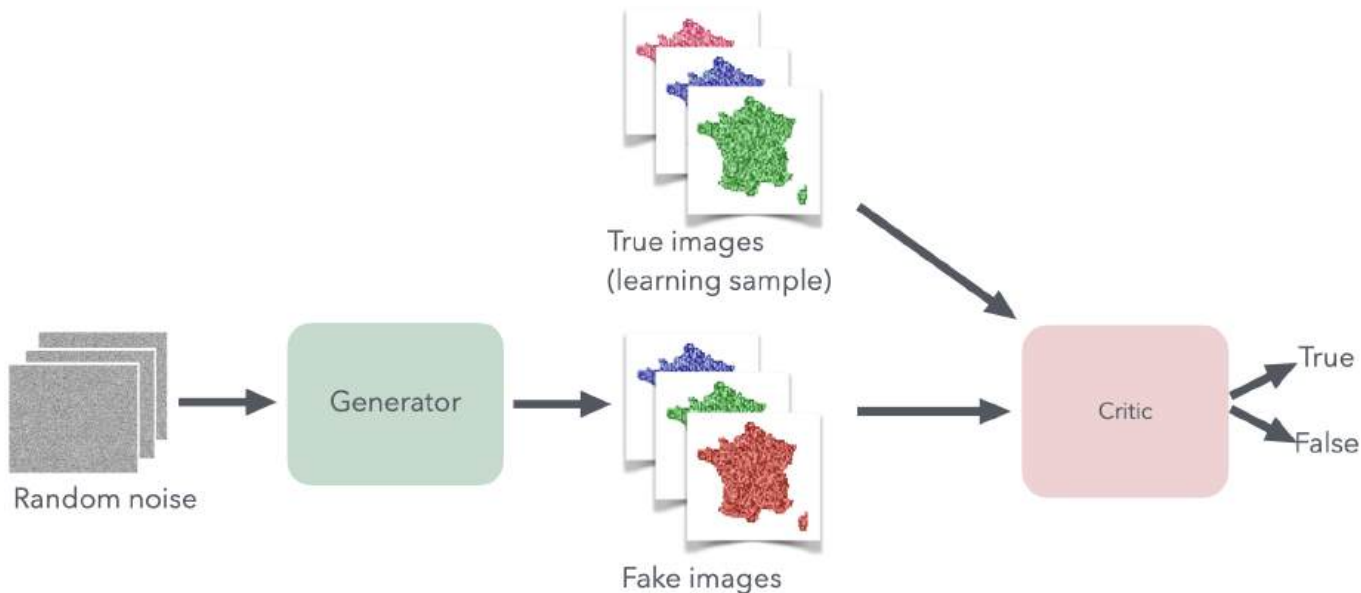 True images
(learning sample)
Random noise
Generator
Fake images
Critic
True
False